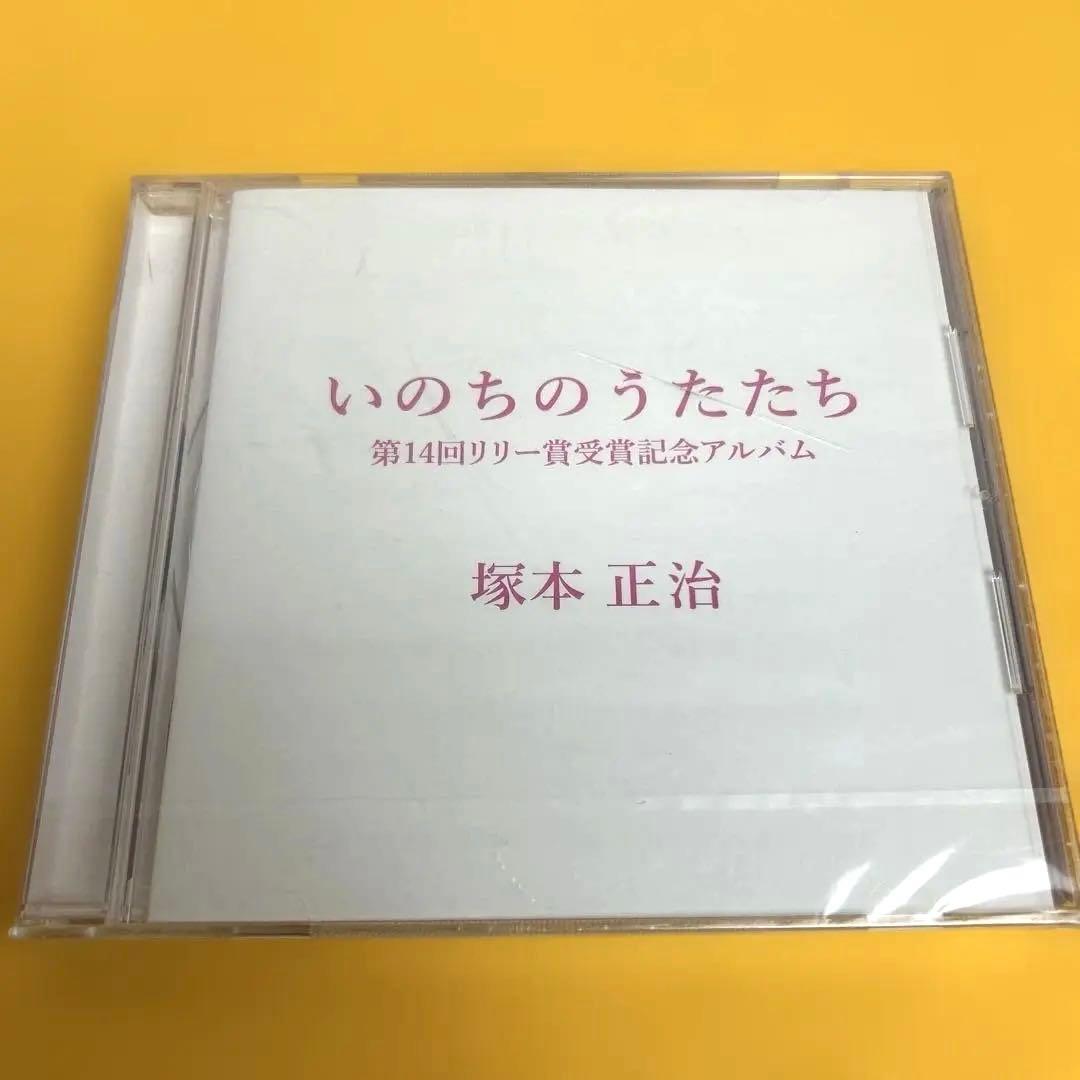 いのちのうたたち
第14回リリー賞受賞記念アルバム
塚本 正治